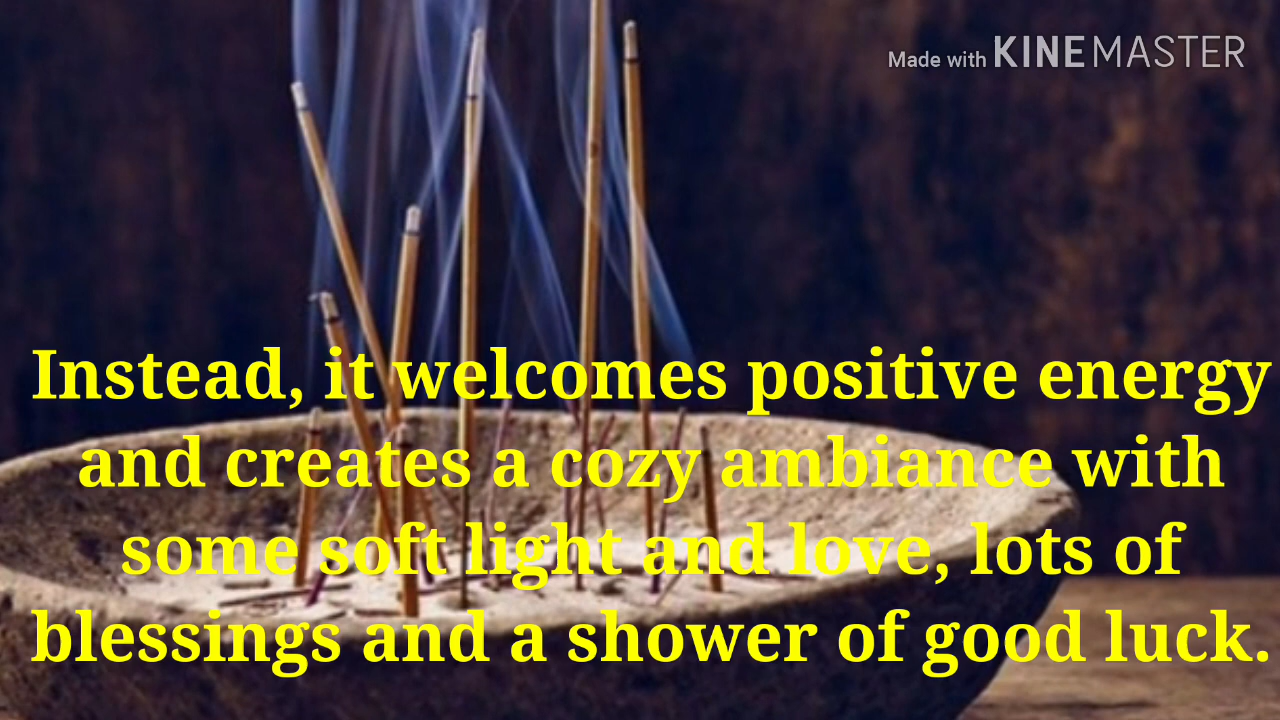 Made with KINEMASTER
Instead, it welcomes positive energy
and creates a cozy ambiance with
some soft light and love, lots of
blessings and a shower of good luck.